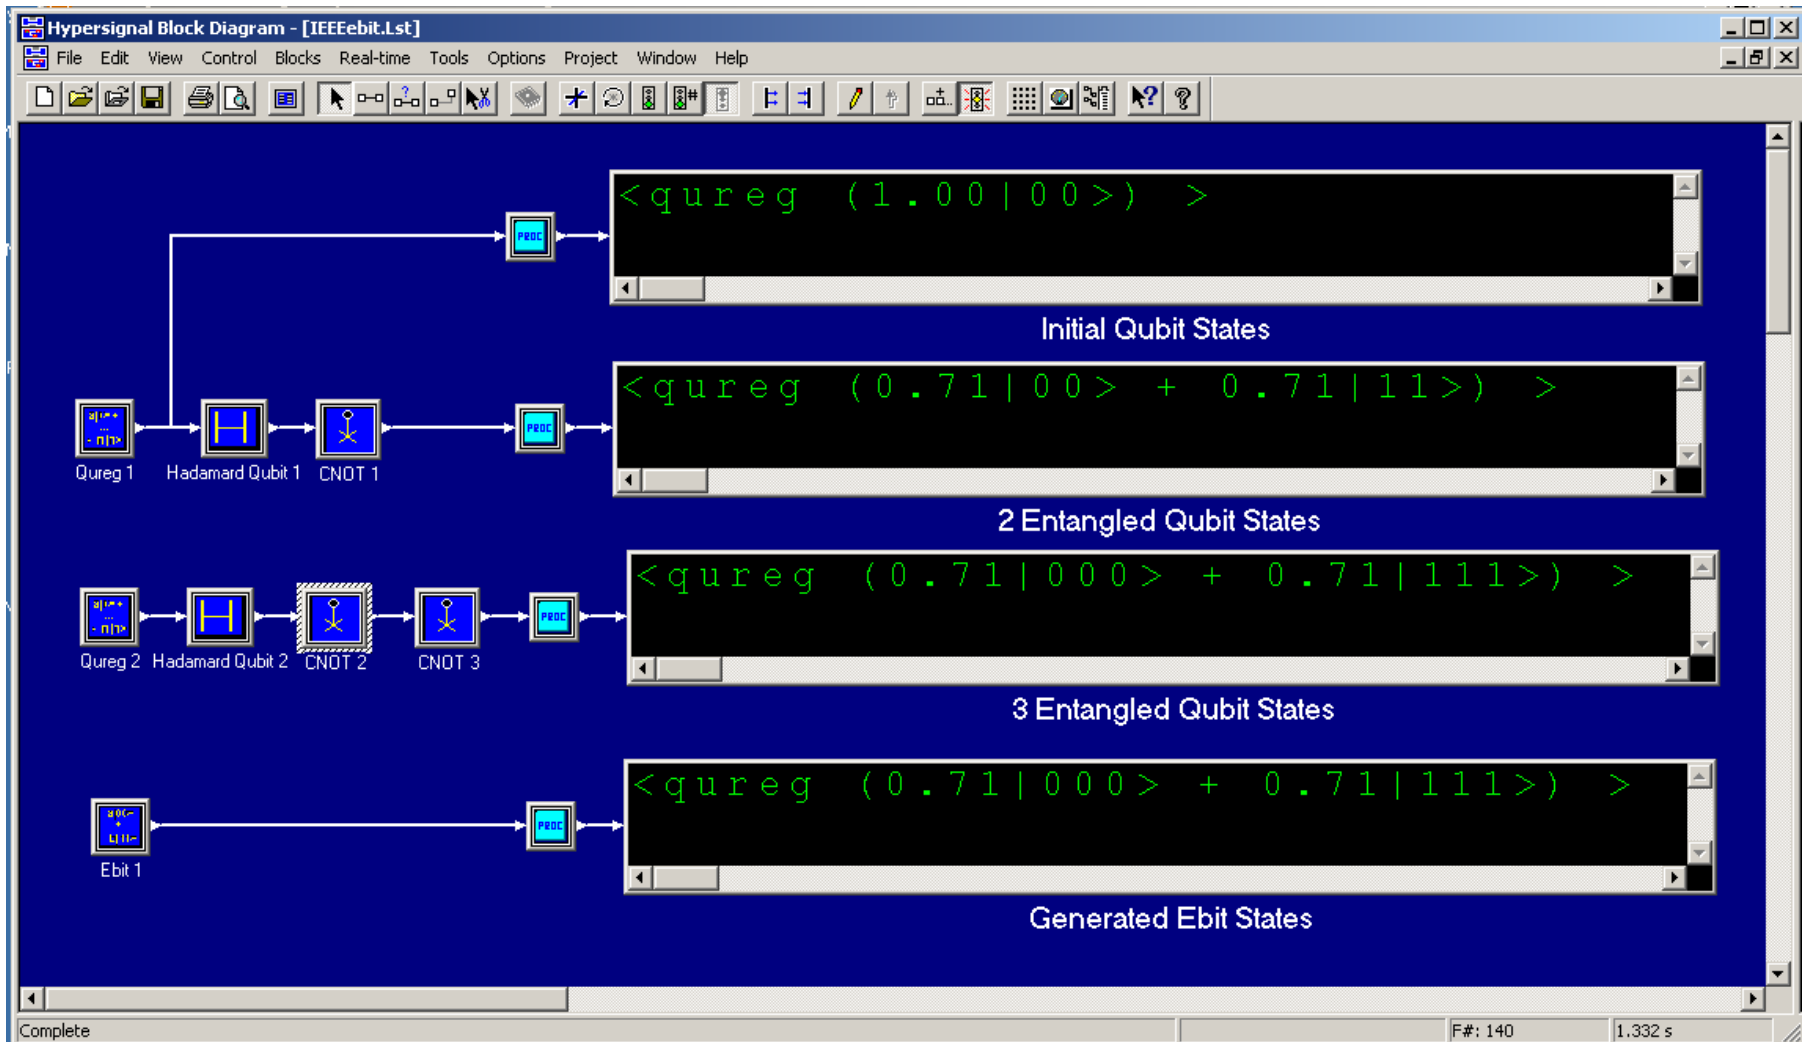 Hypersignal Block Diagram - [IEEEebit.Lst]
File Edit View Control Blocks Real-time Tools Options Project Window Help
<qureg (1.00|00>) >
PROC
Initial Qubit States
<qureg (0.71|00> + 0.71|11>) >
PROC
Qureg 1 Hadamard Qubit 1 CNOT 1
2 Entangled Qubit States
<qureg (0.71|000> + 0.71|111>) >
PROC
Qureg 2 Hadamard Qubit 2 CNOT 2 CNOT 3
3 Entangled Qubit States
<qureg (0.71|000> + 0.71|111>) >
PROC
Ebit 1
Generated Ebit States
Complete F#: 140 1.332 s